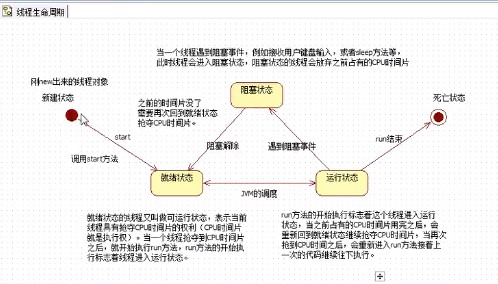 线程生命周期
当一个线程遇到阻塞事件，例如接收用户键盘输入，或者sleep方法等，
此时线程会进入阻塞状态，阻塞状态的线程会放弃之前占有的CPU时间片
刚new出来的线程对象
新建状态
阻塞状态
死亡状态
之前的时间片没了
需要再次回到就绪状态
抢夺CPU时间片。
start
run结束
调用start方法
阻塞解除
遇到阻塞事件
就绪状态
运行状态
JVM的调度
就绪状态的线程又叫做可运行状态，表示当前
线程具有抢夺CPU时间片的权利（CPU时间片
就是执行权）。当一个线程抢夺到CPU时间片
之后，就开始执行run方法，run方法的开始执
行标志着线程进入运行状态。
run方法的开始执行标志着这个线程进入运行
状态，当之前占有的CPU时间片用完之后，会
重新回到就绪状态继续抢夺CPU时间片，当再次
抢到CPU时间之后，会重新进入run方法接着上
一次的代码继续往下执行。